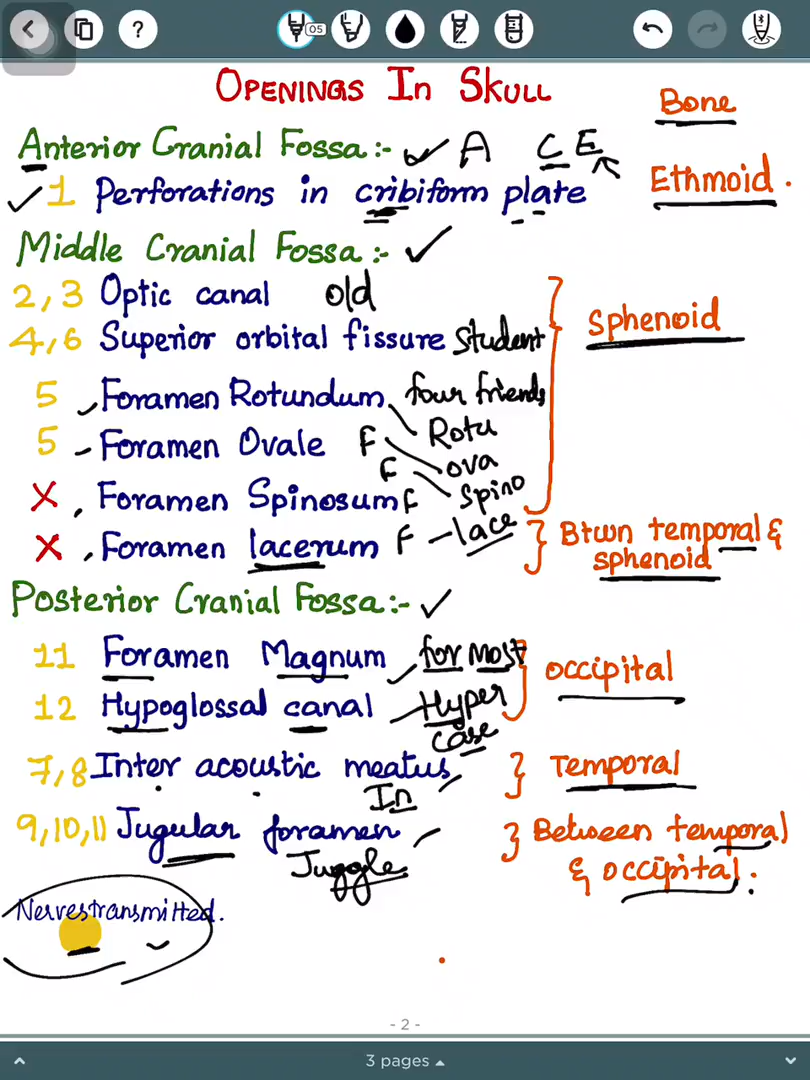 05
OPENINGS IN SKULL
Bone
Anterior Cranial Fossa:- A C E
1 Perforations in cribiform plate
Ethmoid.
Middle Cranial Fossa:-
2,3 Optic canal old
4,6 Superior orbital fissure student
Sphenoid
5 Foramen Rotundum four friends
Rotu
5 Foramen Ovale F
ova
F
X Foramen Spinosum F Spino
X Foramen lacerum F lace
Btwn temporal &
sphenoid
Posterior Cranial Fossa:-
11 Foramen Magnum for most
occipital
12 Hypoglossal canal Hyper
case
7,8 Inter acoustic meatus
Temporal
In
9,10,11 Jugular foramen
Between temporal
& occipital.
Juggle
Nervestransmitted.
- 2 -
3 pages